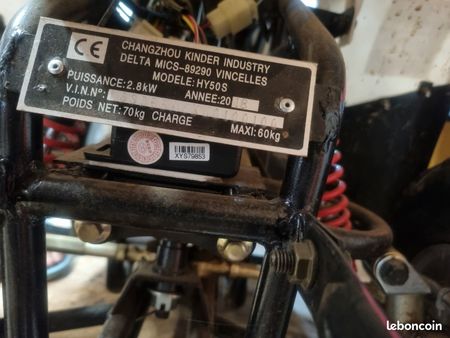 CE
CHANGZHOU KINDER INDUSTRY
DELTA MICS-89290 VINCELLES
PUISSANCE:2.8kW MODELE:HY50S
V.I.N.N°: ANNEE:20
POIDS NET:70kg CHARGE MAXI:60kg
XYS79853
leboncoin